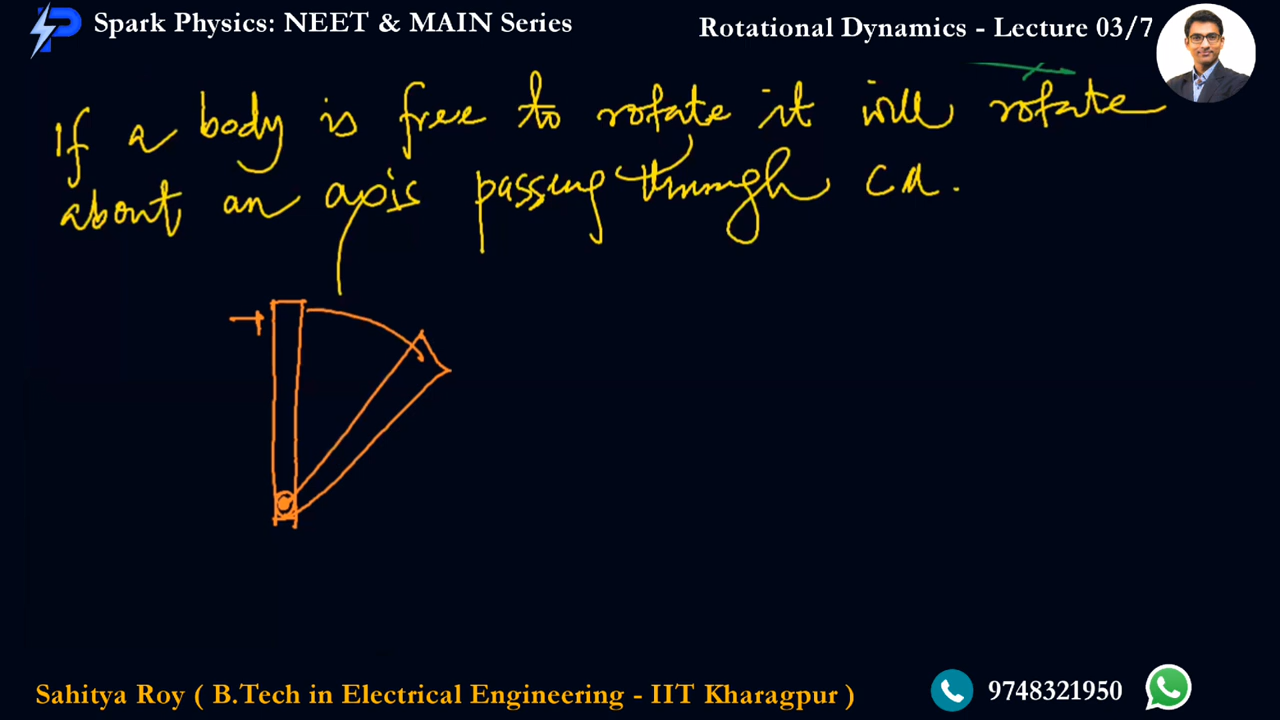 Spark Physics: NEET & MAIN Series
Rotational Dynamics - Lecture 03/7
If a body is free to rotate it will rotate
about an axis passing through CM.
Sahitya Roy ( B.Tech in Electrical Engineering - IIT Kharagpur )
9748321950